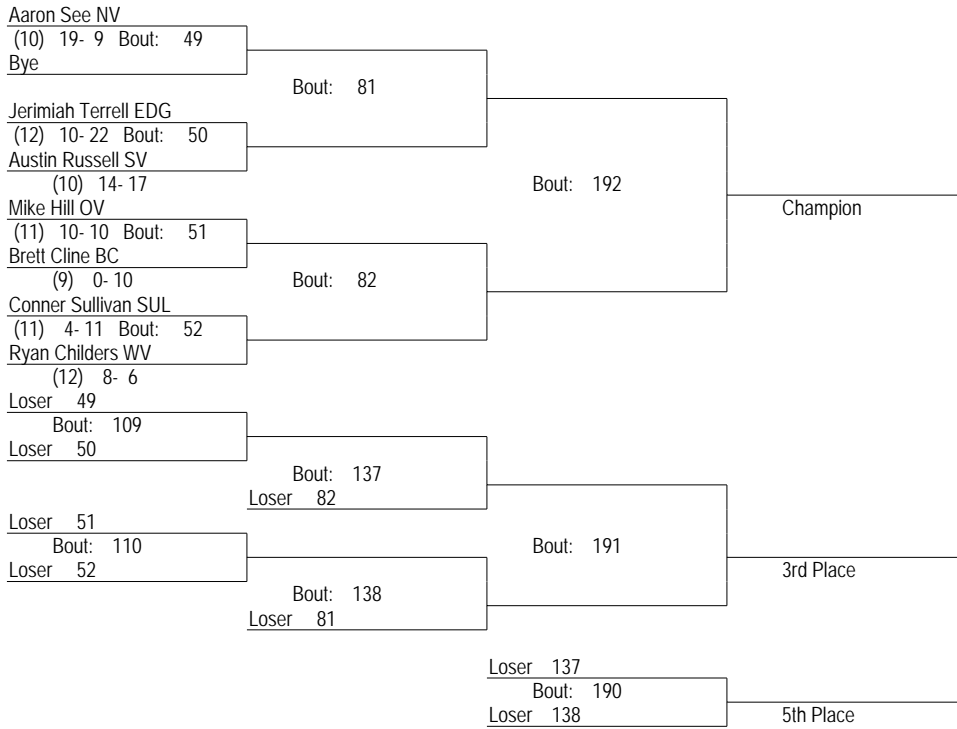 Aaron See NV
(10) 19- 9 Bout: 49
Bye
Bout: 81
Jerimiah Terrell EDG
(12) 10- 22 Bout: 50
Austin Russell SV
(10) 14- 17
Bout: 192
Mike Hill OV
Champion
(11) 10- 10 Bout: 51
Brett Cline BC
(9) 0- 10
Bout: 82
Conner Sullivan SUL
(11) 4- 11 Bout: 52
Ryan Childers WV
(12) 8- 6
Loser 49
Bout: 109
Loser 50
Bout: 137
Loser 82
Loser 51
Bout: 110
Bout: 191
Loser 52
3rd Place
Bout: 138
Loser 81
Loser 137
Bout: 190
Loser 138
5th Place